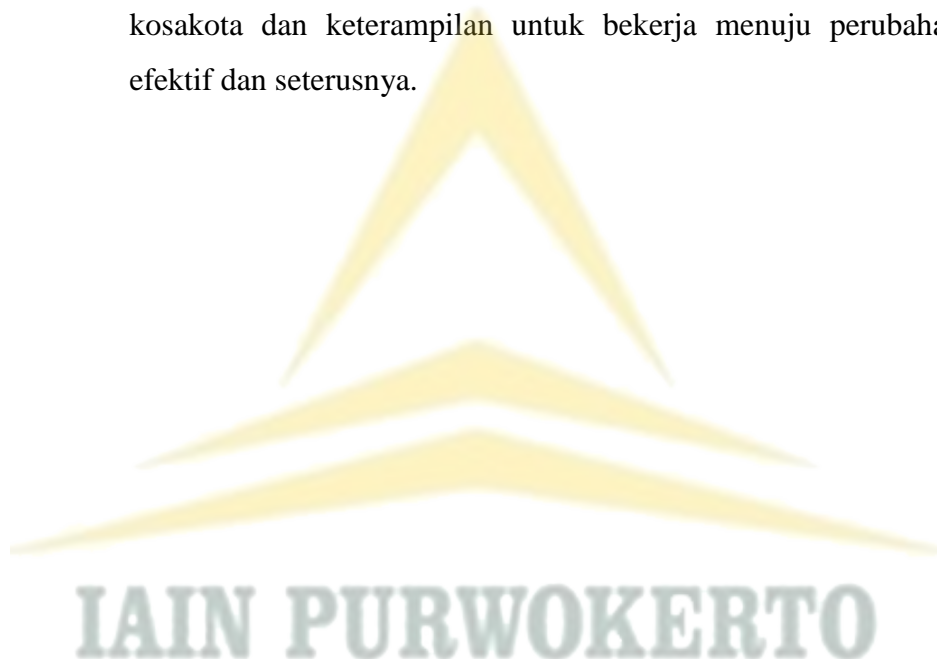 kosakota dan keterampilan untuk bekerja menuju perubaha
efektif dan seterusnya.
IAIN PURWOKERTO